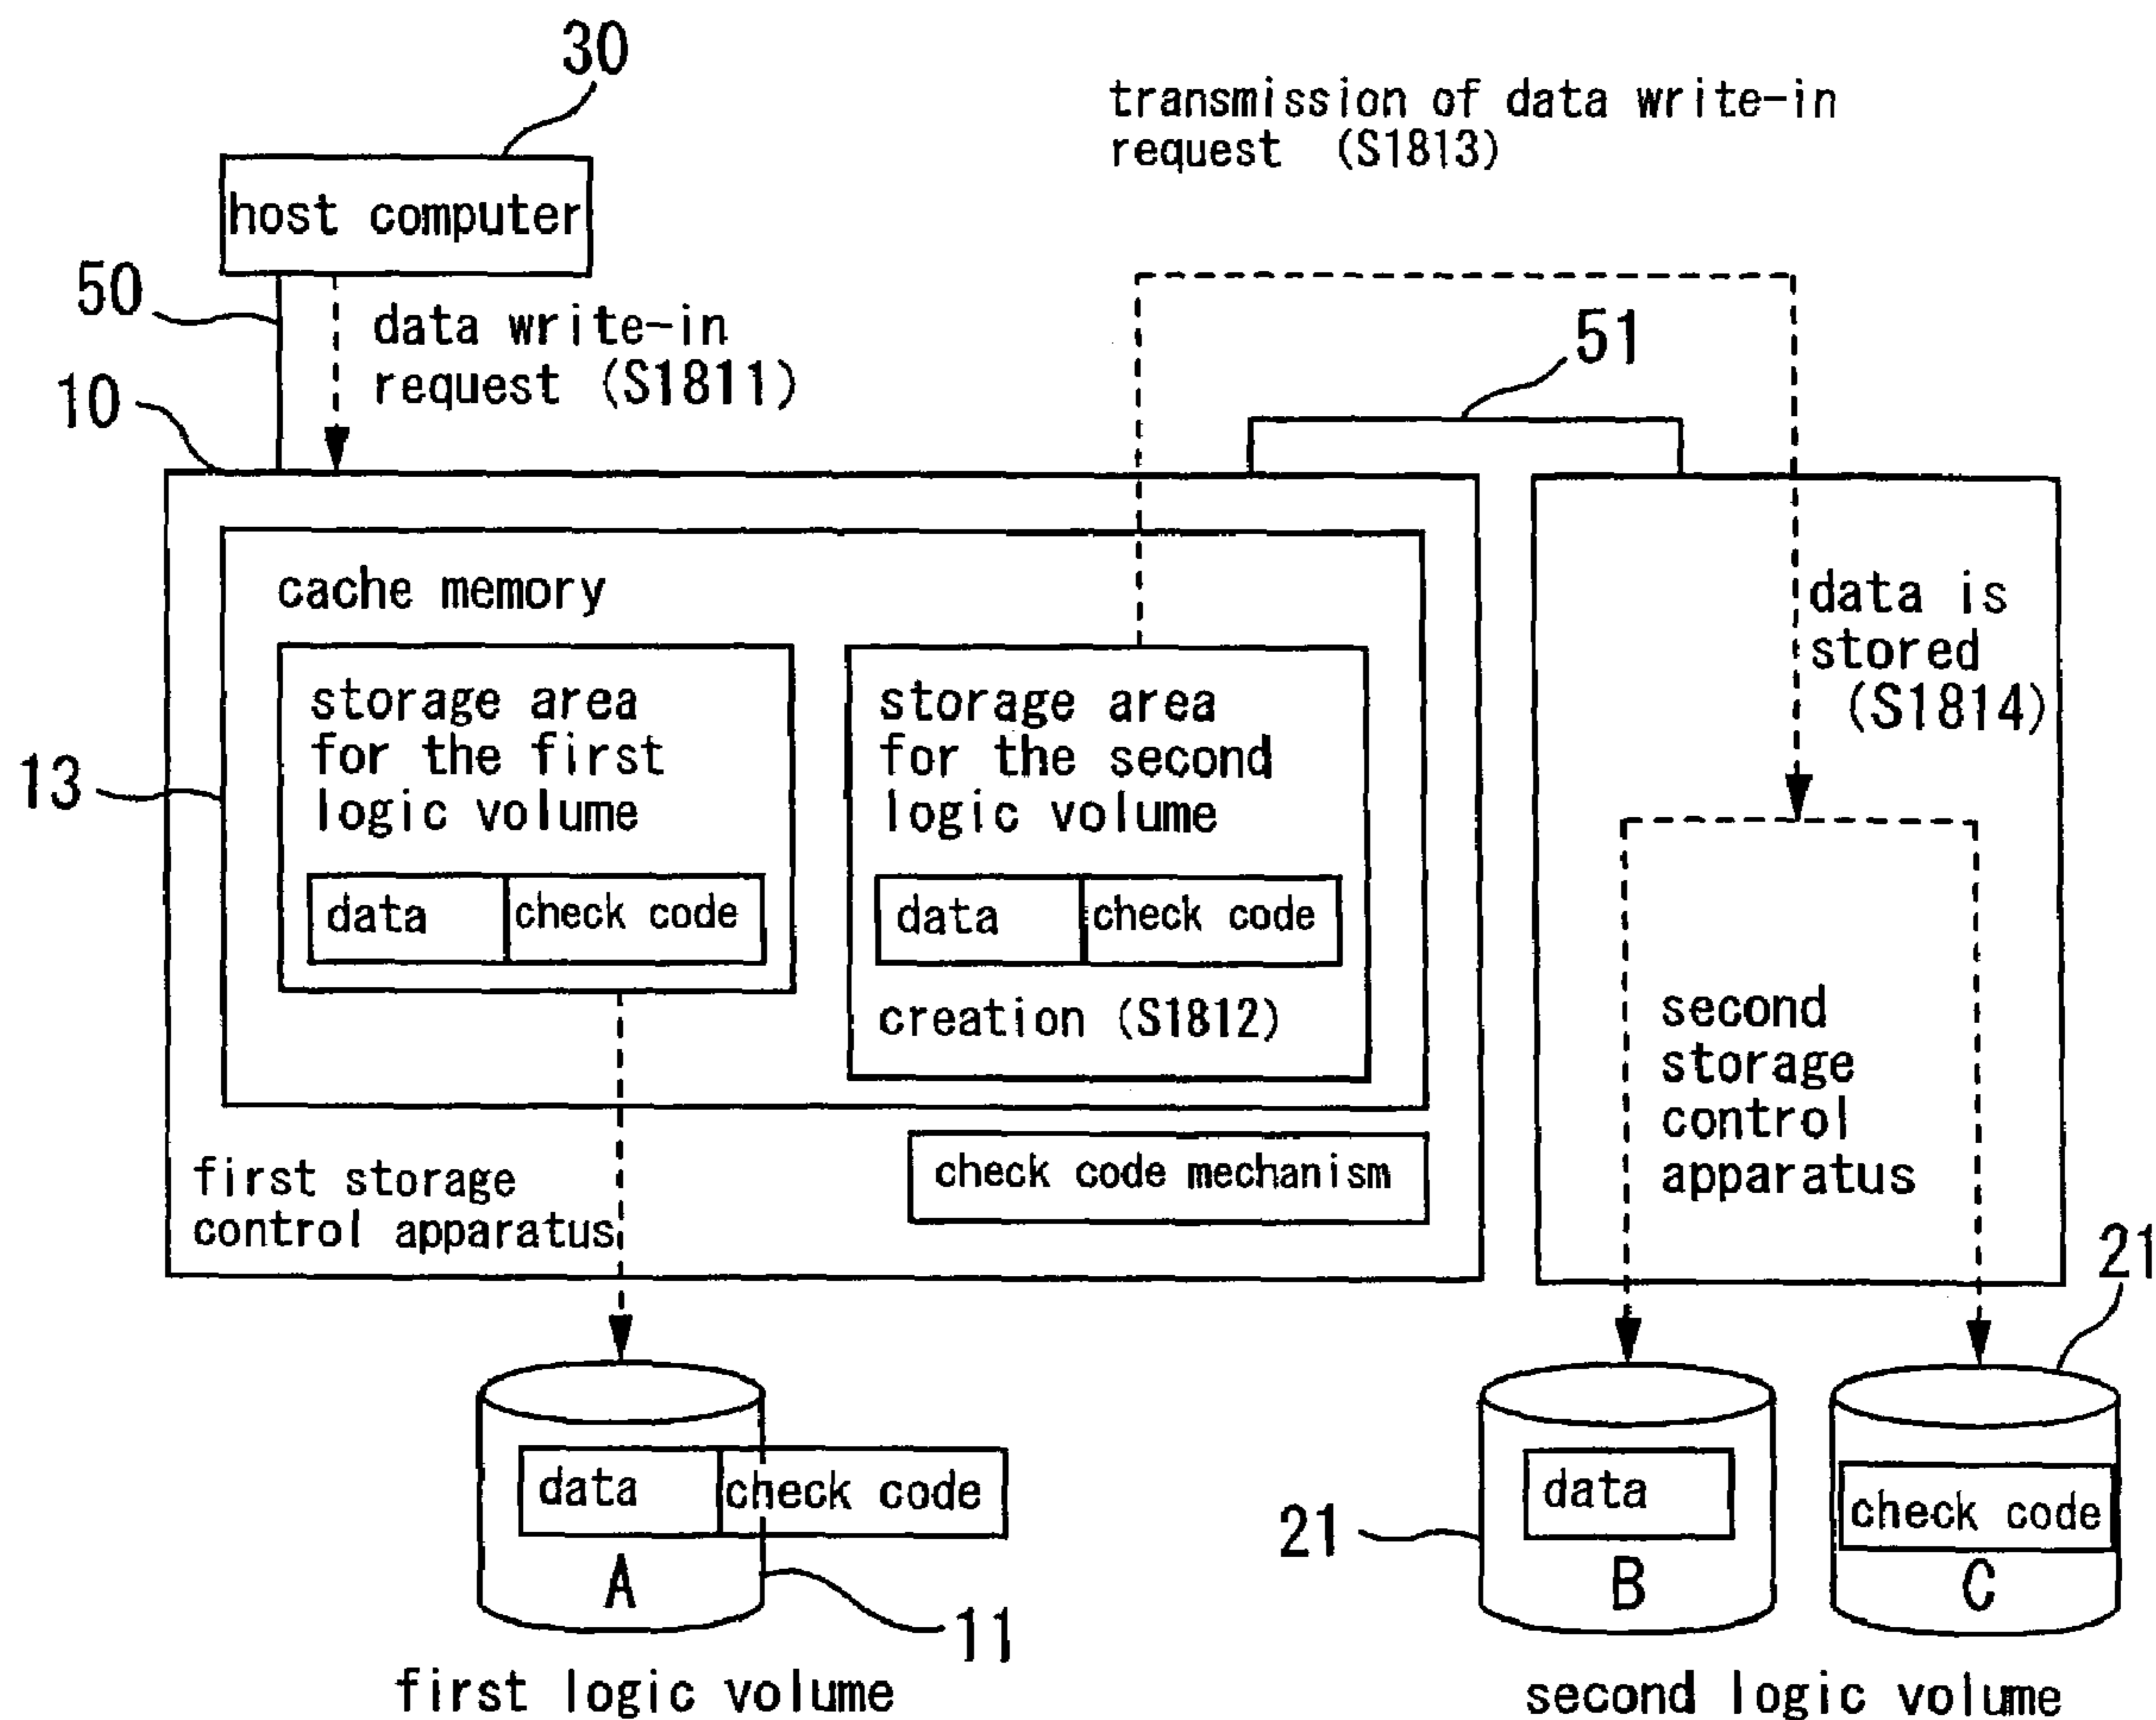 30
transmission of data write-in
request (S1813)
host computer
50
data write-in
request (S1811)
51
10
cache memory
data is
stored
(S1814)
storage area
for the first
logic volume
storage area
for the second
logic volume
13
data
check code
data
check code
creation (S1812)
second
storage
control
apparatus
check code mechanism
first storage
control apparatus
21
data
check code
A
11
first logic volume
data
B
21
check code
C
second logic volume